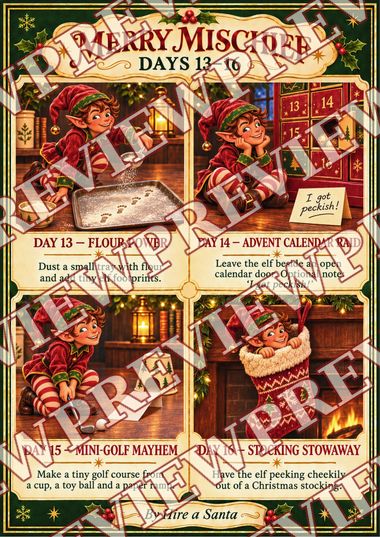 MERRY MISCHIEF
DAYS 13–16
13
14
15
16
I got
peckish!
DAY 13 – FLOUR POWER
Dust a small tray with flour
and add tiny elf footprints.
DAY 14 – ADVENT CALENDAR RAID
Leave the elf beside an open
calendar door. Optional note:
'I got peckish!'
DAY 15 – MINI-GOLF MAYHEM
Make a tiny golf course from
a cup, a toy ball and a paper ramp.
DAY 16 – STOCKING STOWAWAY
Have the elf peeking cheekily
out of a Christmas stocking.
By Hire a Santa
PREVIEW